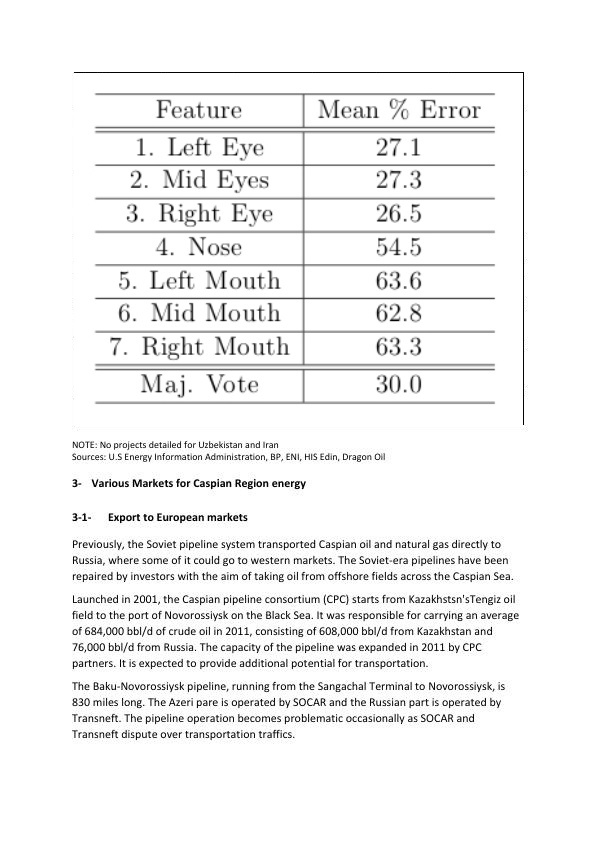 Feature Mean % Error
1. Left Eye 27.1
2. Mid Eyes 27.3
3. Right Eye 26.5
4. Nose 54.5
5. Left Mouth 63.6
6. Mid Mouth 62.8
7. Right Mouth 63.3
Maj. Vote 30.0
NOTE: No projects detailed for Uzbekistan and Iran
Sources: U.S Energy Information Administration, BP, ENI, HIS Edin, Dragon Oil
3- Various Markets for Caspian Region energy
3-1- Export to European markets
Previously, the Soviet pipeline system transported Caspian oil and natural gas directly to
Russia, where some of it could go to western markets. The Soviet-era pipelines have been
repaired by investors with the aim of taking oil from offshore fields across the Caspian Sea.
Launched in 2001, the Caspian pipeline consortium (CPC) starts from Kazakhstsn'sTengiz oil
field to the port of Novorossiysk on the Black Sea. It was responsible for carrying an average
of 684,000 bbl/d of crude oil in 2011, consisting of 608,000 bbl/d from Kazakhstan and
76,000 bbl/d from Russia. The capacity of the pipeline was expanded in 2011 by CPC
partners. It is expected to provide additional potential for transportation.
The Baku-Novorossiysk pipeline, running from the Sangachal Terminal to Novorossiysk, is
830 miles long. The Azeri pare is operated by SOCAR and the Russian part is operated by
Transneft. The pipeline operation becomes problematic occasionally as SOCAR and
Transneft dispute over transportation traffics.